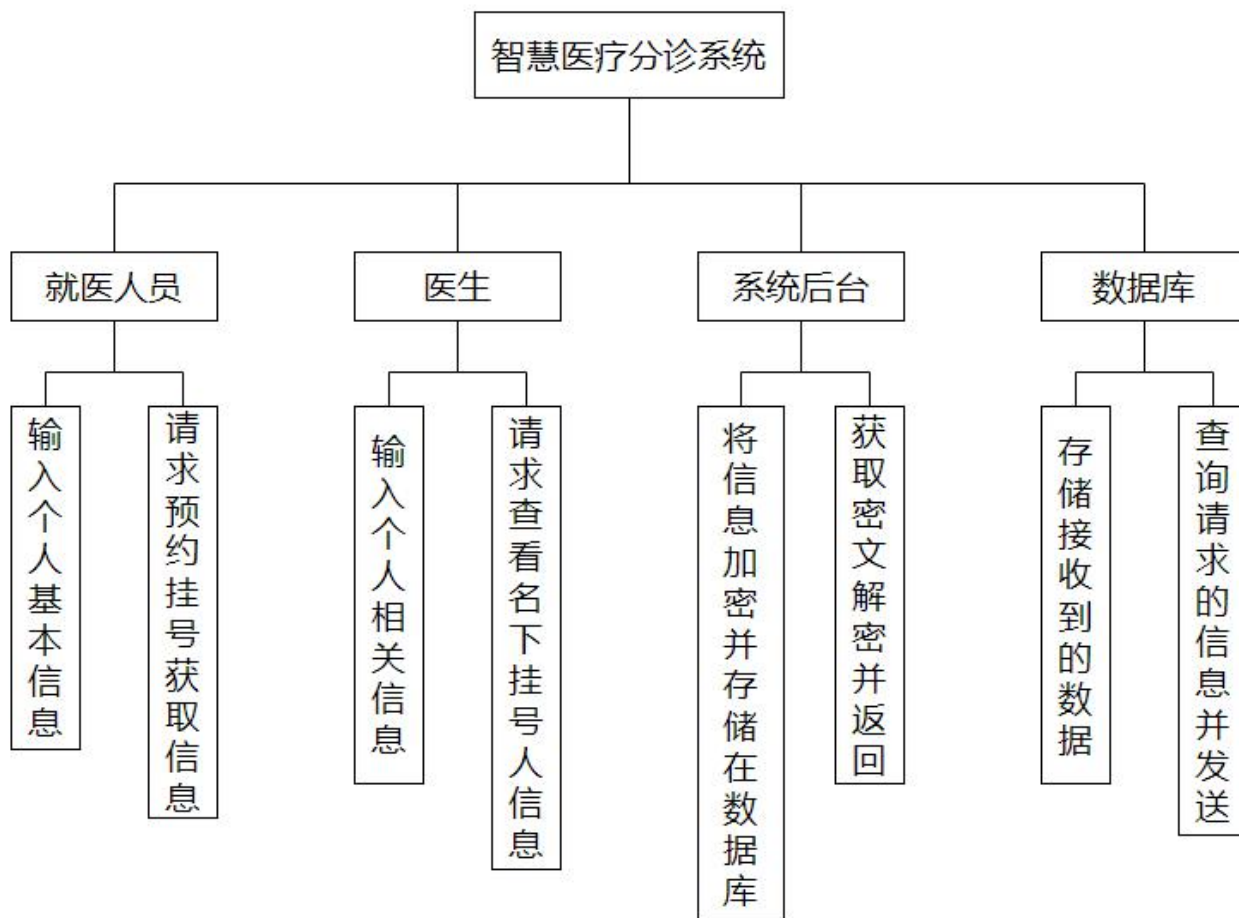 智慧医疗分诊系统
就医人员
医生
系统后台
数据库
输入个人基本信息
请求预约挂号获取信息
输入个人相关信息
请求查看名下挂号人信息
将信息加密并存储在数据库
获取密文解密并返回
存储接收到的数据
查询请求的信息并发送